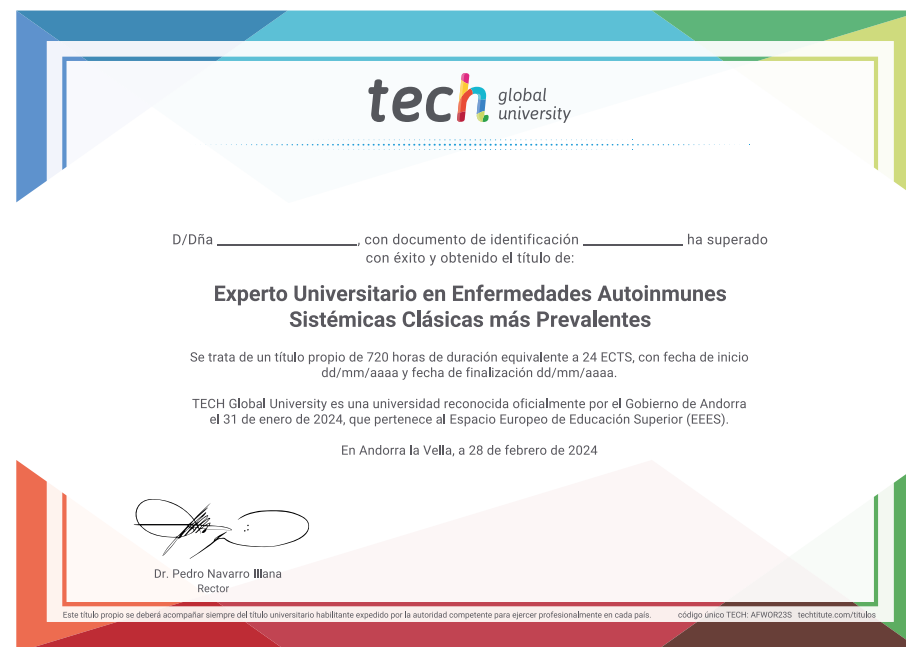 tech global university
D/Dña ____________, con documento de identificación ____________ ha superado
con éxito y obtenido el título de:
Experto Universitario en Enfermedades Autoinmunes
Sistémicas Clásicas más Prevalentes
Se trata de un título propio de 720 horas de duración equivalente a 24 ECTS, con fecha de inicio
dd/mm/aaaa y fecha de finalización dd/mm/aaaa.
TECH Global University es una universidad reconocida oficialmente por el Gobierno de Andorra
el 31 de enero de 2024, que pertenece al Espacio Europeo de Educación Superior (EEES).
En Andorra la Vella, a 28 de febrero de 2024
Dr. Pedro Navarro Illana
Rector
Este título propio se deberá acompañar siempre del título universitario habilitante expedido por la autoridad competente para ejercer profesionalmente en cada país. código único TECH: AFWOR23S techtitute.com/titulos